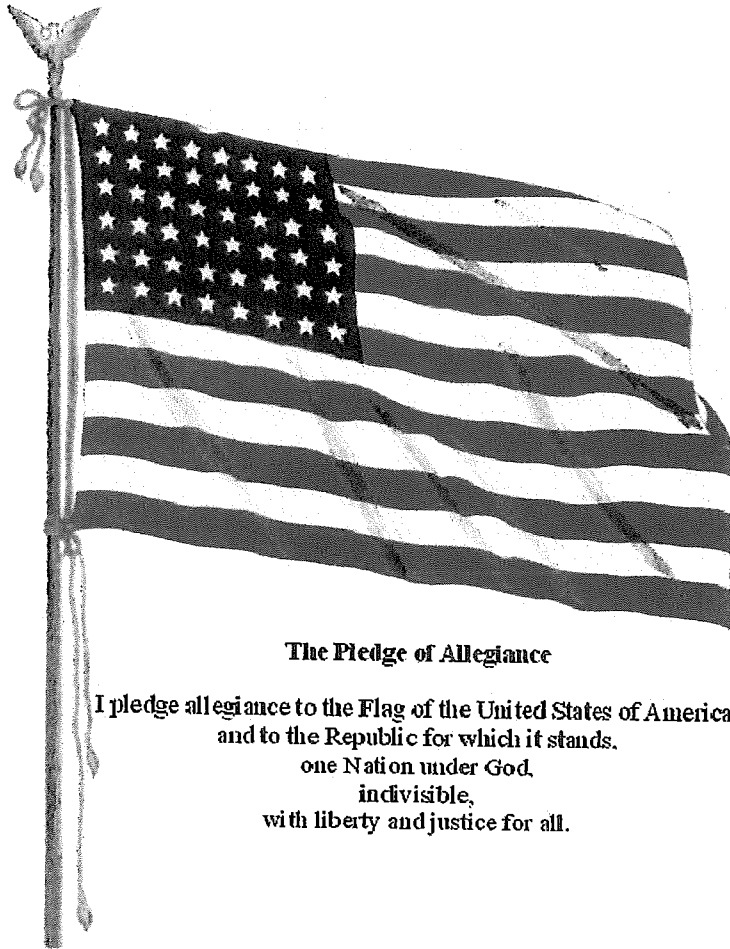 The Pledge of Allegiance
I pledge allegiance to the Flag of the United States of America
and to the Republic for which it stands,
one Nation under God,
indivisible,
with liberty and justice for all.